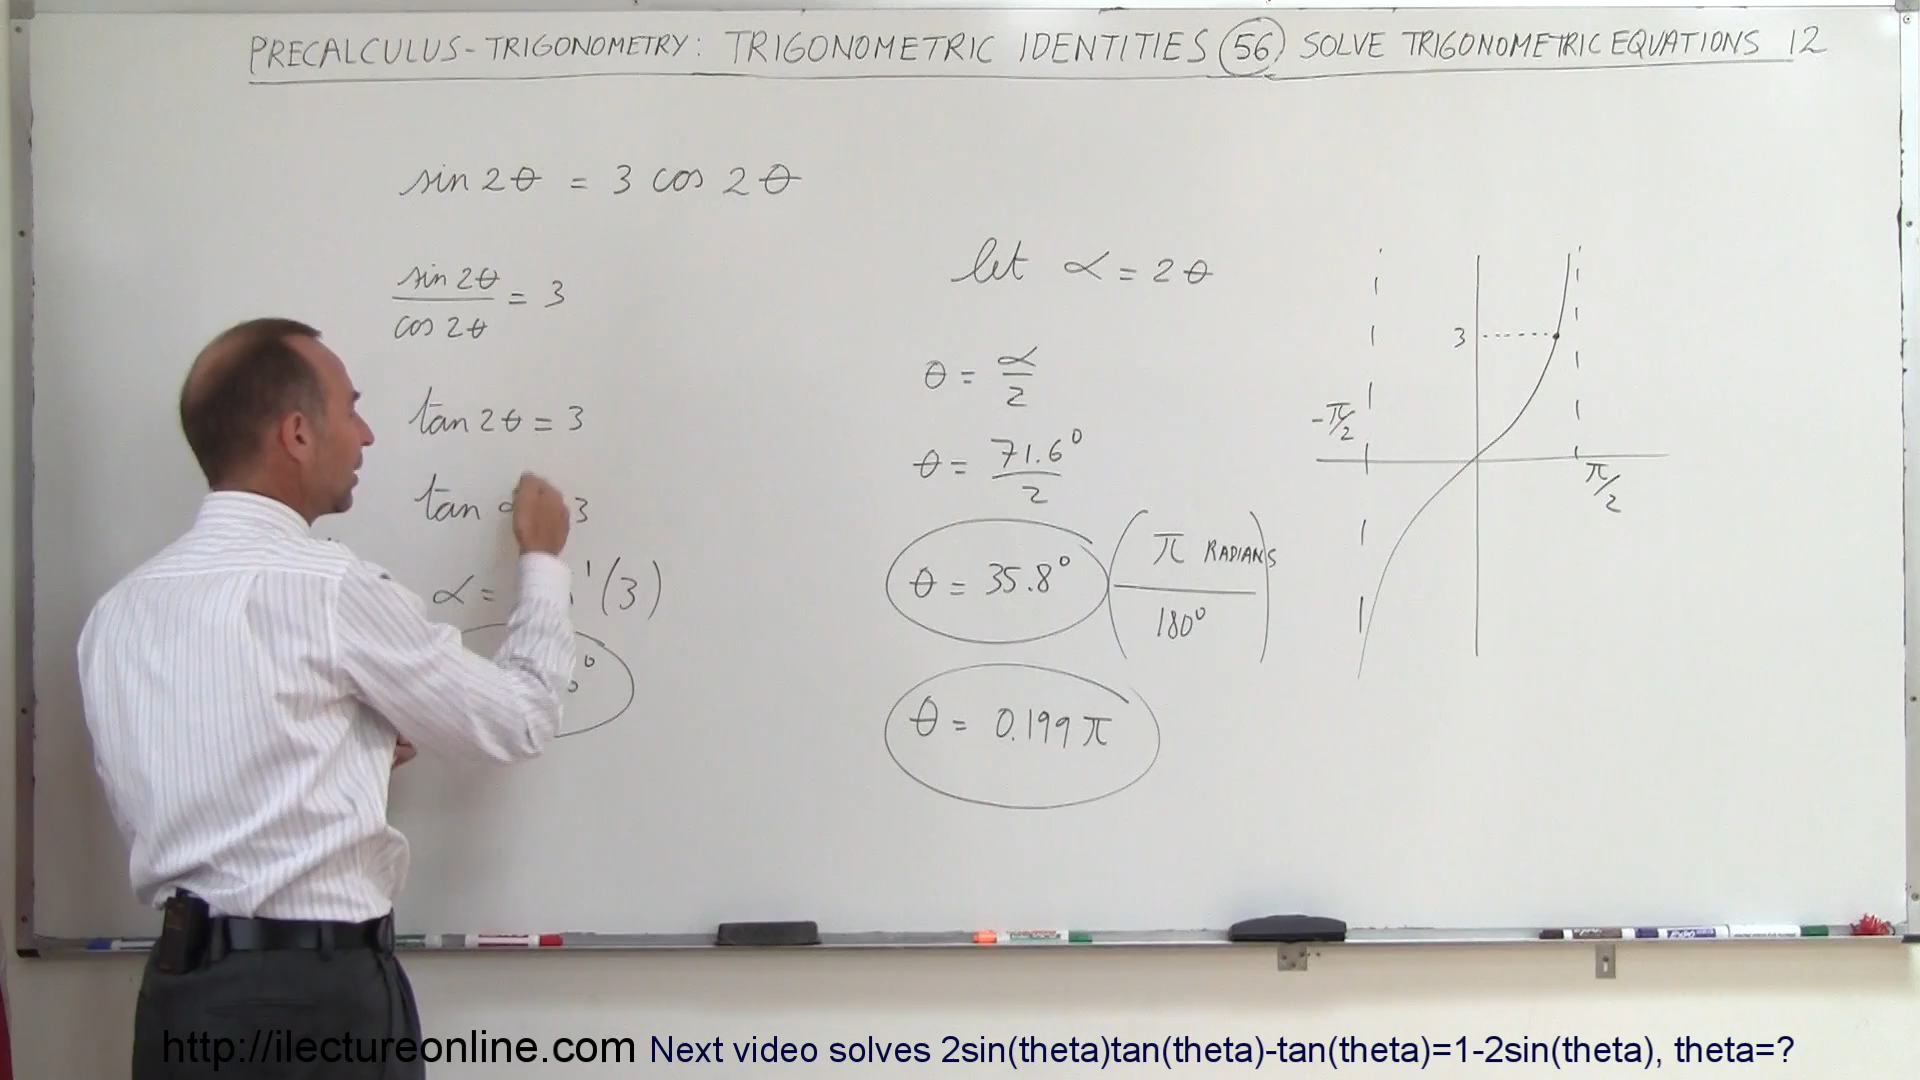 PRECALCULUS - TRIGONOMETRY: TRIGONOMETRIC IDENTITIES 56 SOLVE TRIGONOMETRIC EQUATIONS 12
sin 2θ = 3 cos 2θ
sin 2θ
cos 2θ
= 3
tan 2θ = 3
tan α 3
α = ¹(3)
°
let α = 2θ
θ = α/2
θ = 71.6°/2
θ = 35.8° (π RADIANS / 180°)
θ = 0.199π
3
-π/2
π/2
http://ilectureonline.com Next video solves 2sin(theta)tan(theta)-tan(theta)=1-2sin(theta), theta=?